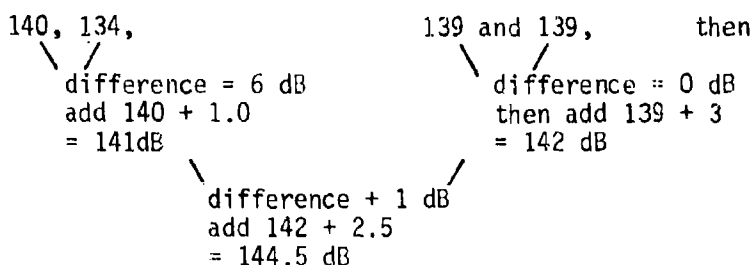 140, 134, 139 and 139, then
difference = 6 dB
add 140 + 1.0
= 141dB
difference = 0 dB
then add 139 + 3
= 142 dB
difference + 1 dB
add 142 + 2.5
= 144.5 dB